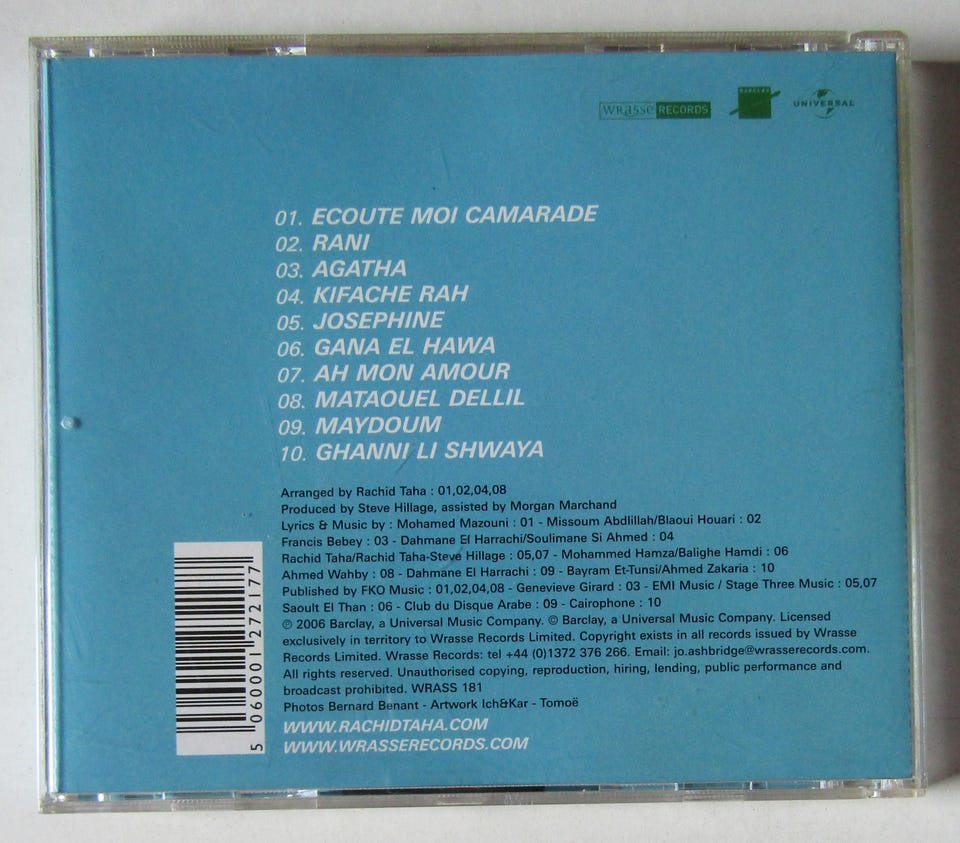 wrasse RECORDS
BARCLAY
UNIVERSAL
01. ECOUTE MOI CAMARADE
02. RANI
03. AGATHA
04. KIFACHE RAH
05. JOSEPHINE
06. GANA EL HAWA
07. AH MON AMOUR
08. MATAOUEL DELLIL
09. MAYDOUM
10. GHANNI LI SHWAYA
Arranged by Rachid Taha : 01,02,04,08
Produced by Steve Hillage, assisted by Morgan Marchand
Lyrics & Music by : Mohamed Mazouni : 01 - Missoum Abdlillah/Blaoui Houari : 02
Francis Bebey : 03 - Dahmane El Harrachi/Soulimane Si Ahmed : 04
Rachid Taha/Rachid Taha-Steve Hillage : 05,07 - Mohammed Hamza/Balighe Hamdi : 06
Ahmed Wahby : 08 - Dahmane El Harrachi : 09 - Bayram Et-Tunsi/Ahmed Zakaria : 10
Published by FKO Music : 01,02,04,08 - Genevieve Girard : 03 - EMI Music / Stage Three Music : 05,07
Saoult El Than : 06 - Club du Disque Arabe : 09 - Cairophone : 10
℗ 2006 Barclay, a Universal Music Company. © Barclay, a Universal Music Company. Licensed
exclusively in territory to Wrasse Records Limited. Copyright exists in all records issued by Wrasse
Records Limited. Wrasse Records: tel +44 (0)1372 376 266. Email: jo.ashbridge@wrasserecords.com.
All rights reserved. Unauthorised copying, reproduction, hiring, lending, public performance and
broadcast prohibited. WRASS 181
Photos Bernard Benant - Artwork Ich&Kar - Tomoë
WWW.RACHIDTAHA.COM
WWW.WRASSERECORDS.COM
5 060001 272177